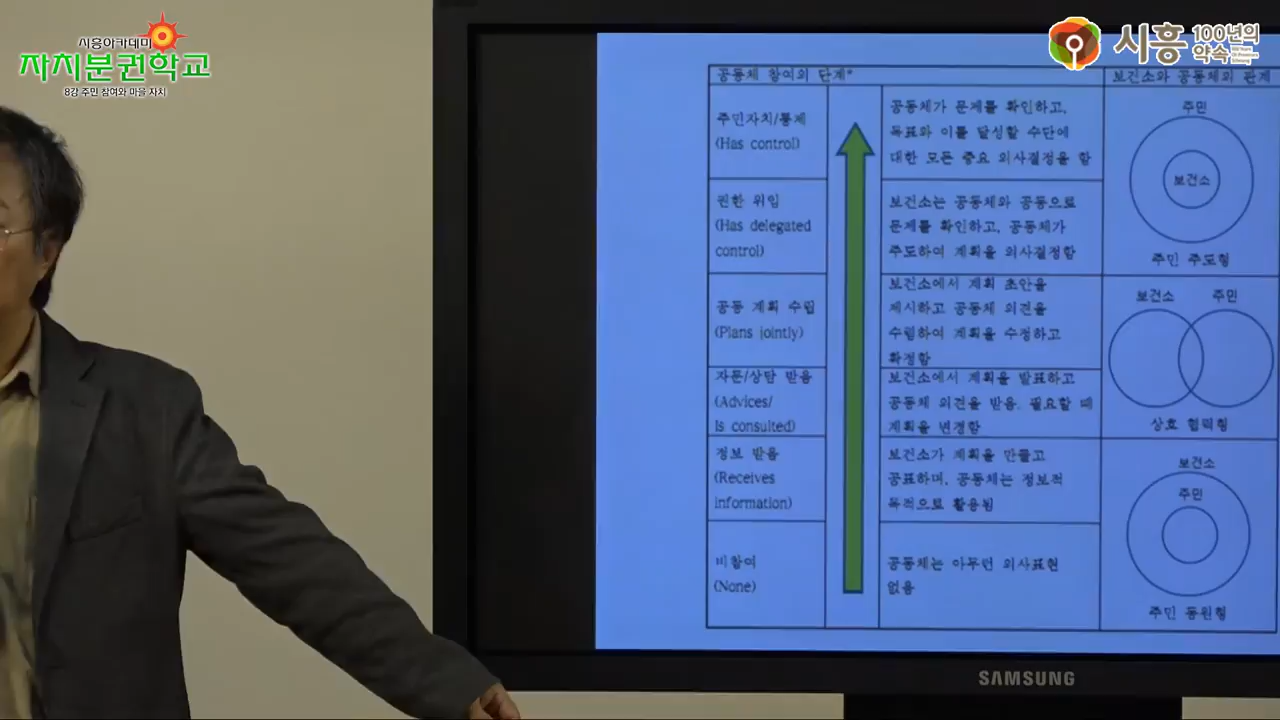 시흥아카데미
자치분권학교
8강 주민 참여와 마을 자치
시흥
100년의
약속
공동체 참여의 단계*
보건소와 공동체의 관계
주민자치/통제
(Has control)
공동체가 문제를 확인하고,
목표와 이를 달성할 수단에
대한 모든 중요 의사결정을 함
주민
보건소
주민 주도형
권한 위임
(Has delegated
control)
보건소는 공동체와 공동으로
문제를 확인하고, 공동체가
주도하여 계획을 의사결정함
공동 계획 수립
(Plans jointly)
보건소에서 계획 초안을
제시하고 공동체 의견을
수렴하여 계획을 수정하고
확정함
보건소
주민
상호 협력형
자문/상담 받음
(Advices/
Is consulted)
보건소에서 계획을 발표하고
공동체 의견을 받음. 필요할 때
계획을 변경함
정보 받음
(Receives
information)
보건소가 계획을 만들고
공표하며, 공동체는 정보적
목적으로 활용됨
보건소
주민
주민 동원형
비참여
(None)
공동체는 아무런 의사표현
없음
SAMSUNG